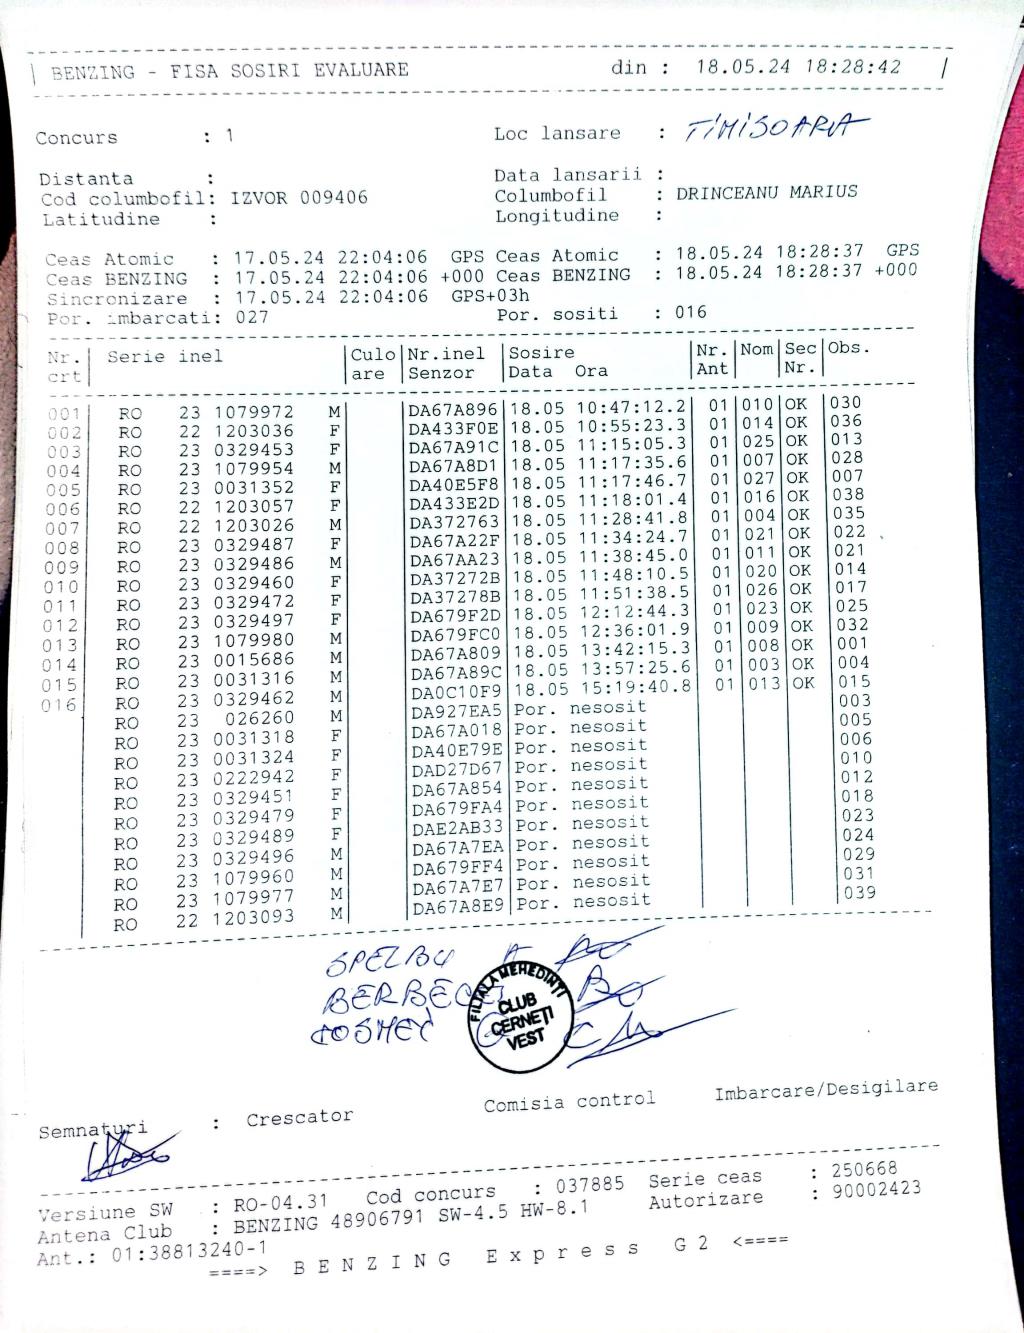 BENZING - FISA SOSIRI EVALUARE din : 18.05.24 18:28:42
Concurs : 1 Loc lansare : TIMISOARA
Distanta : Data lansarii :
Cod columbofil: IZVOR 009406 Columbofil : DRINCEANU MARIUS
Latitudine : Longitudine :
Ceas Atomic : 17.05.24 22:04:06 GPS Ceas Atomic : 18.05.24 18:28:37 GPS
Ceas BENZING : 17.05.24 22:04:06 +000 Ceas BENZING : 18.05.24 18:28:37 +000
Sincronizare : 17.05.24 22:04:06 GPS+03h
Por. imbarcati: 027 Por. sositi : 016
Nr. Serie inel Culo Nr.inel Sosire Nr. Nom Sec Obs.
crt are Senzor Data Ora Ant Nr.
001 RO 23 1079972 M DA67A896 18.05 10:47:12.2 01 010 OK 030
002 RO 22 1203036 F DA433F0E 18.05 10:55:23.3 01 014 OK 036
003 RO 23 0329453 F DA67A91C 18.05 11:15:05.3 01 025 OK 013
004 RO 23 1079954 M DA67A8D1 18.05 11:17:35.6 01 007 OK 028
005 RO 23 0031352 F DA40E5F8 18.05 11:17:46.7 01 027 OK 007
006 RO 22 1203057 F DA433E2D 18.05 11:18:01.4 01 016 OK 038
007 RO 22 1203026 M DA372763 18.05 11:28:41.8 01 004 OK 035
008 RO 23 0329487 F DA67A22F 18.05 11:34:24.7 01 021 OK 022
009 RO 23 0329486 M DA67AA23 18.05 11:38:45.0 01 011 OK 021
010 RO 23 0329460 F DA37272B 18.05 11:48:10.5 01 020 OK 014
011 RO 23 0329472 F DA37278B 18.05 11:51:38.5 01 026 OK 017
012 RO 23 0329497 F DA679F2D 18.05 12:12:44.3 01 023 OK 025
013 RO 23 1079980 M DA679FC0 18.05 12:36:01.9 01 009 OK 032
014 RO 23 0015686 M DA67A809 18.05 13:42:15.3 01 008 OK 001
015 RO 23 0031316 M DA67A89C 18.05 13:57:25.6 01 003 OK 004
016 RO 23 0329462 M DA0C10F9 18.05 15:19:40.8 01 013 OK 015
RO 23 026260 M DA927EA5 Por. nesosit 003
RO 23 0031318 F DA67A018 Por. nesosit 005
RO 23 0031324 F DA40E79E Por. nesosit 006
RO 23 0222942 F DAD27D67 Por. nesosit 010
RO 23 0329451 F DA67A854 Por. nesosit 012
RO 23 0329479 F DA679FA4 Por. nesosit 018
RO 23 0329489 F DAE2AB33 Por. nesosit 023
RO 23 0329496 M DA67A7EA Por. nesosit 024
RO 23 1079960 M DA679FF4 Por. nesosit 029
RO 23 1079977 M DA67A7E7 Por. nesosit 031
RO 22 1203093 M DA67A8E9 Por. nesosit 039
FILIALA MEHEDINȚI
CLUB
CERNEȚI
VEST
Semnaturi : Crescator Comisia control Imbarcare/Desigilare
Versiune SW : RO-04.31 Cod concurs : 037885 Serie ceas : 250668
Antena Club : BENZING 48906791 SW-4.5 HW-8.1 Autorizare : 90002423
Ant.: 01:38813240-1
====> BENZING Express G2 <====